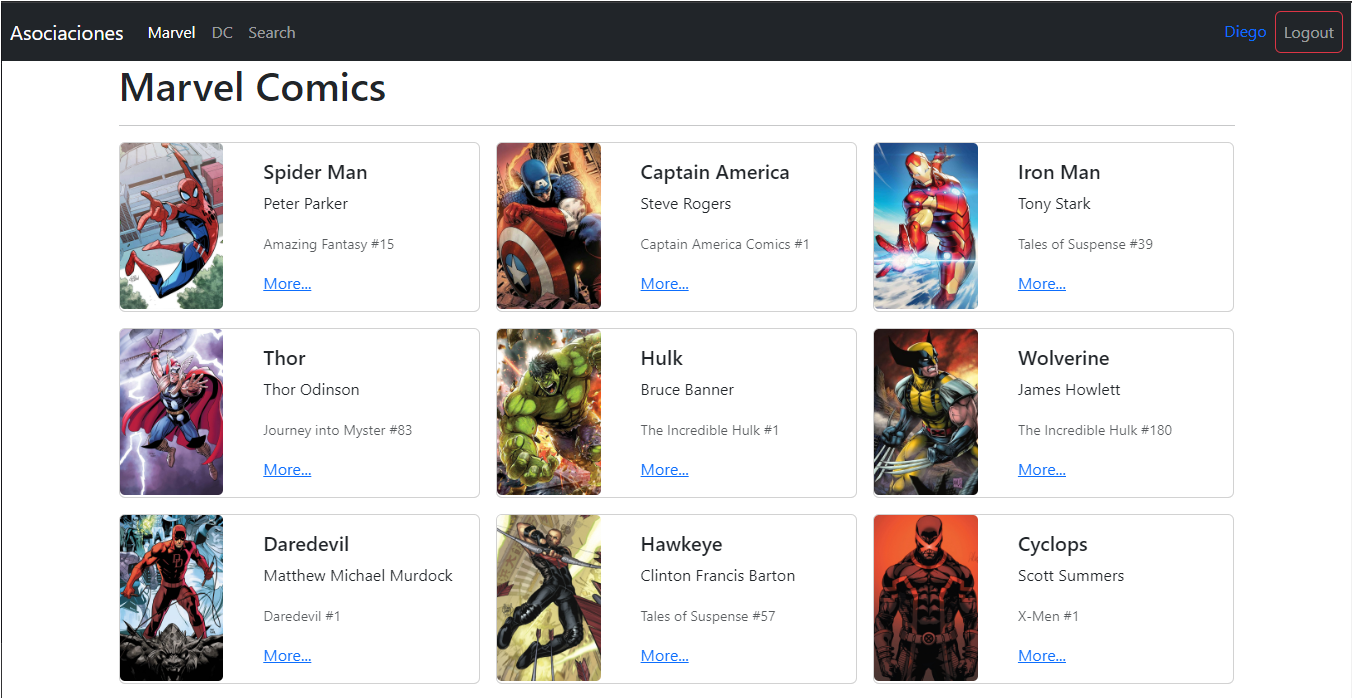 Asociaciones Marvel DC Search Diego Logout
Marvel Comics
Spider Man
Peter Parker
Amazing Fantasy #15
More...
Captain America
Steve Rogers
Captain America Comics #1
More...
Iron Man
Tony Stark
Tales of Suspense #39
More...
Thor
Thor Odinson
Journey into Myster #83
More...
Hulk
Bruce Banner
The Incredible Hulk #1
More...
Wolverine
James Howlett
The Incredible Hulk #180
More...
Daredevil
Matthew Michael Murdock
Daredevil #1
More...
Hawkeye
Clinton Francis Barton
Tales of Suspense #57
More...
Cyclops
Scott Summers
X-Men #1
More...